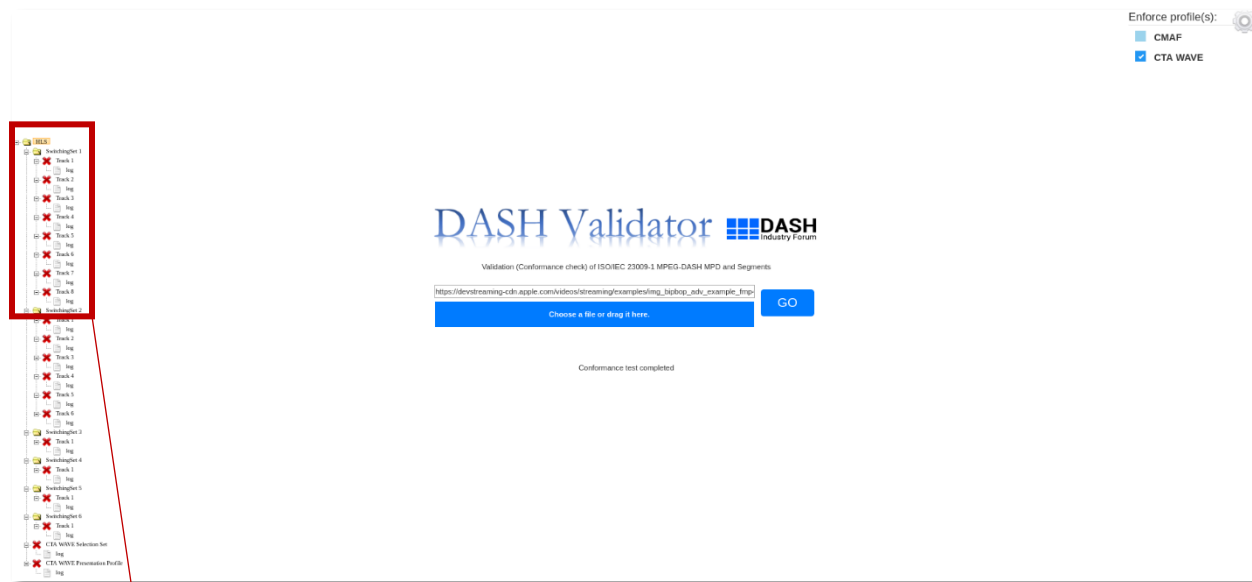 Enforce profile(s):
CMAF
CTA WAVE
HLS
SwitchingSet 1
Track 1
log
Track 2
log
Track 3
log
Track 4
log
Track 5
log
Track 6
log
Track 7
log
Track 8
log
SwitchingSet 2
Track 1
log
Track 2
log
Track 3
log
Track 4
log
Track 5
log
Track 6
log
SwitchingSet 3
Track 1
log
SwitchingSet 4
Track 1
log
SwitchingSet 5
Track 1
log
SwitchingSet 6
Track 1
log
CTA WAVE Selection Set
log
CTA WAVE Presentation Profile
log
DASH Validator DASH
Industry Forum
Validation (Conformance check) of ISO/IEC 23009-1 MPEG-DASH MPD and Segments
https://devstreaming-cdn.apple.com/videos/streaming/examples/img_bipbop_adv_example_fmp
GO
Choose a file or drag it here.
Conformance test completed